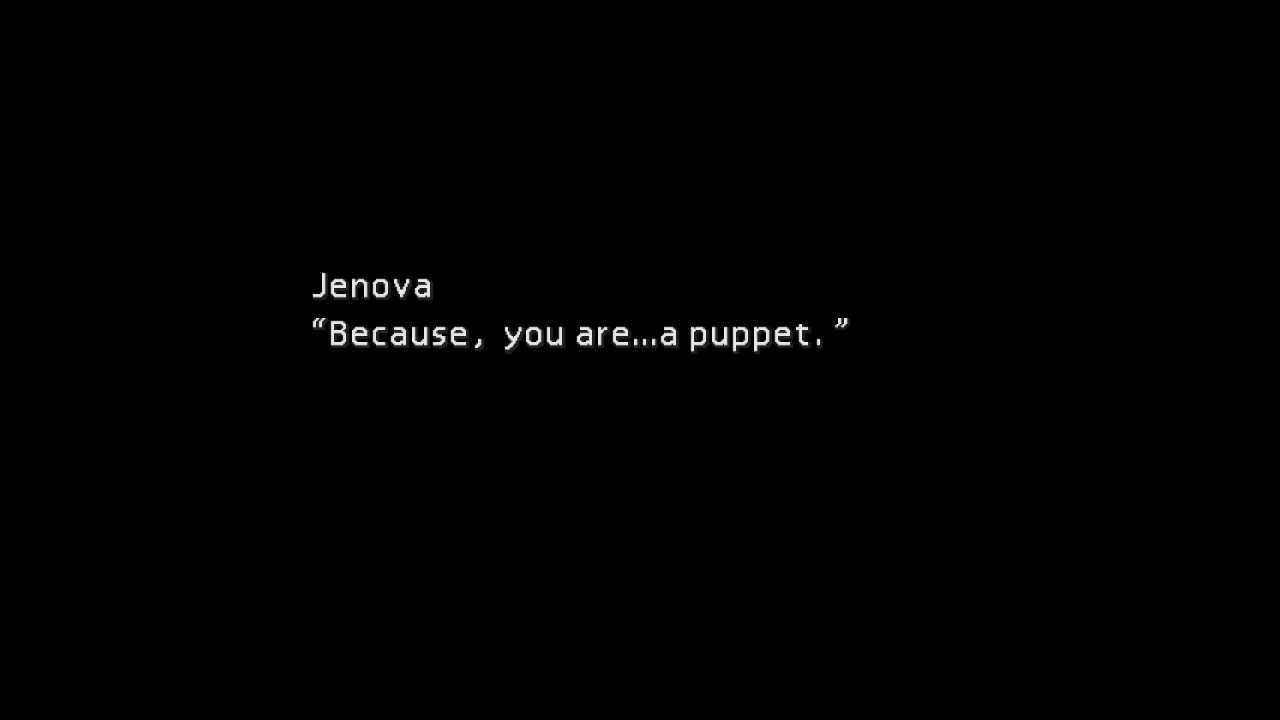 Jenova
“Because, you are...a puppet. ”